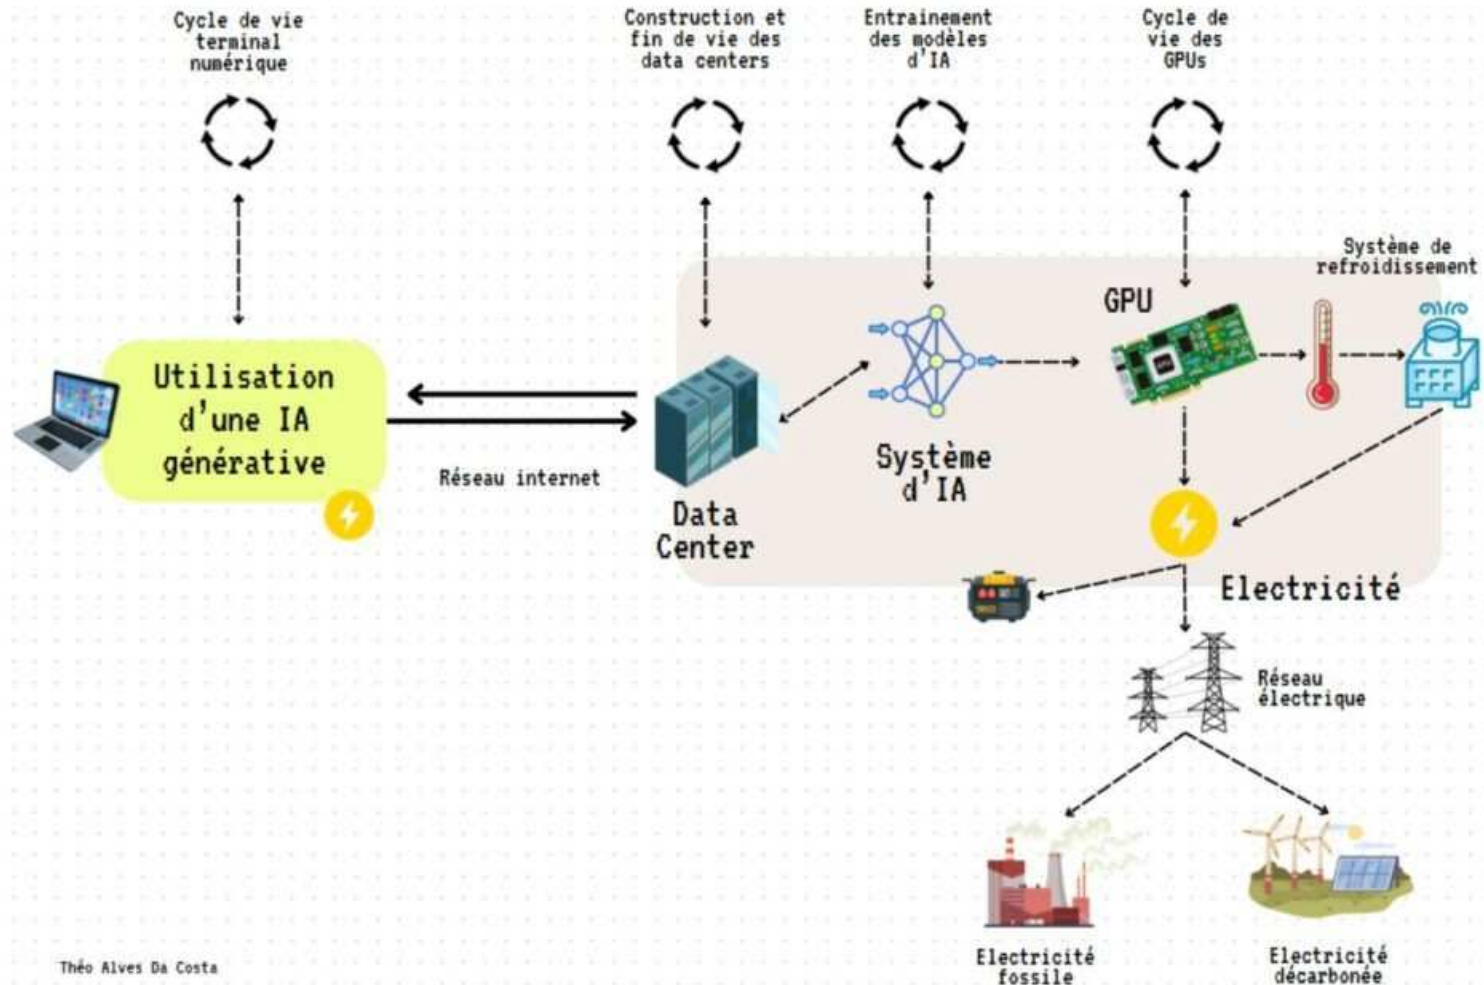 Cycle de vie
terminal
numérique
Construction et
fin de vie des
data centers
Entrainement
des modèles
d'IA
Cycle de
vie des
GPUs
Système de
refroidissement
GPU
Utilisation
d'une IA
générative
Réseau internet
Système
d'IA
Data
Center
Electricité
Réseau
électrique
Electricité
fossile
Electricité
décarbonée
Théo Alves Da Costa